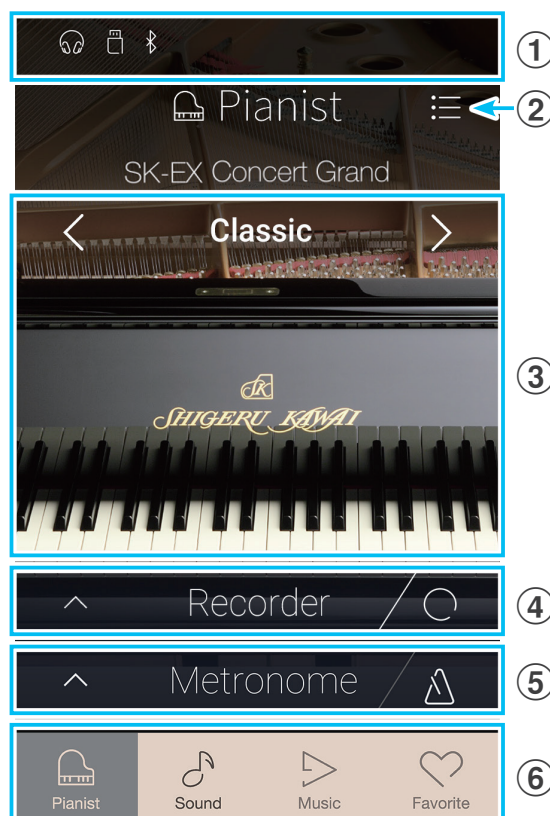 ①
Pianist
②
SK-EX Concert Grand
Classic
③
SK
SHIGERU KAWAI
Recorder
④
Metronome
⑤
Pianist Sound Music Favorite
⑥